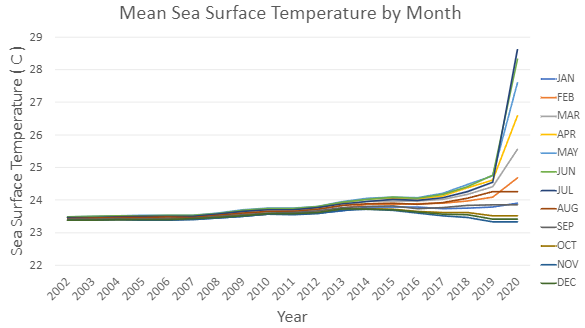 Mean Sea Surface Temperature by Month
Sea Surface Temperature ( C )
29
28
27
26
25
24
23
22
2002 2003 2004 2005 2006 2007 2008 2009 2010 2011 2012 2013 2014 2015 2016 2017 2018 2019 2020
Year
JAN
FEB
MAR
APR
MAY
JUN
JUL
AUG
SEP
OCT
NOV
DEC